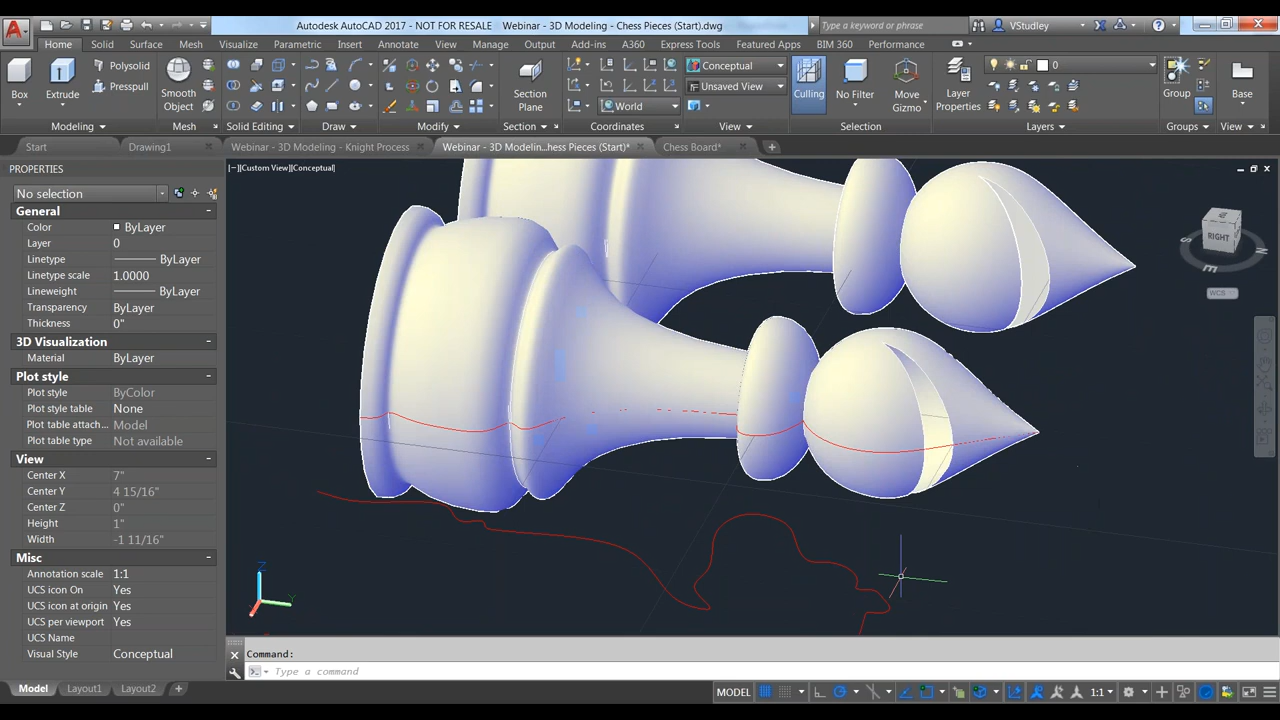 Autodesk AutoCAD 2017 - NOT FOR RESALE Webinar - 3D Modeling - Chess Pieces (Start).dwg
Type a keyword or phrase
VStudley
Home Solid Surface Mesh Visualize Parametric Insert Annotate View Manage Output Add-ins A360 Express Tools Featured Apps BIM 360 Performance
Box
Extrude
Polysolid
Presspull
Smooth Object
Section Plane
World
Conceptual
Unsaved View
Culling
No Filter
Move Gizmo
Layer Properties
0
Group
Base
Modeling Mesh Solid Editing Draw Modify Section Coordinates View Selection Layers Groups View
Start
Drawing1
Webinar - 3D Modeling - Knight Process
Webinar - 3D Modelin...hess Pieces (Start)*
Chess Board*
PROPERTIES
No selection
General
Color ByLayer
Layer 0
Linetype ByLayer
Linetype scale 1.0000
Lineweight ByLayer
Transparency ByLayer
Thickness 0"
3D Visualization
Material ByLayer
Plot style
Plot style ByColor
Plot style table None
Plot table attach... Model
Plot table type Not available
View
Center X 7"
Center Y 4 15/16"
Center Z 0"
Height 1"
Width -1 11/16"
Misc
Annotation scale 1:1
UCS icon On Yes
UCS icon at origin Yes
UCS per viewport Yes
UCS Name
Visual Style Conceptual
[−][Custom View][Conceptual]
RIGHT
S
E
N
WCS
Z
Y
Command:
Type a command
Model Layout1 Layout2 +
MODEL
1:1